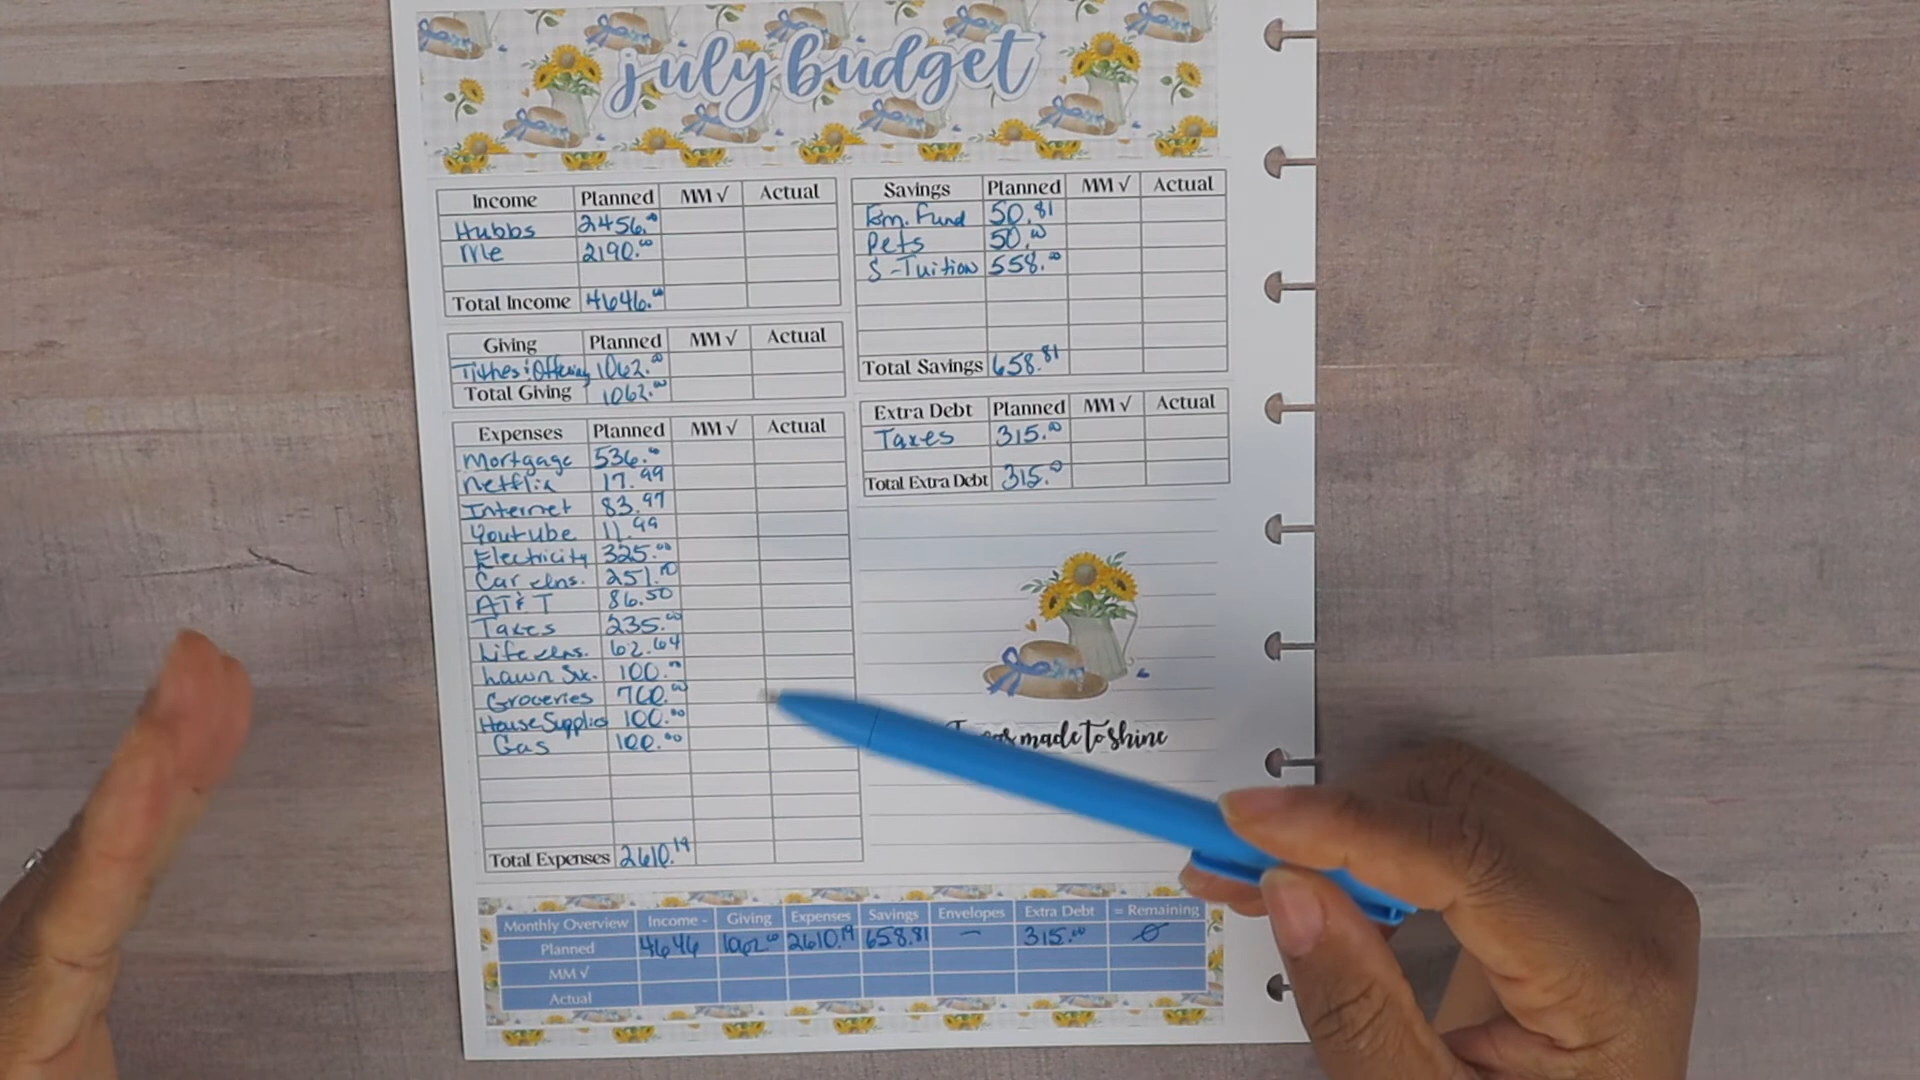 july budget
Income Planned MM √ Actual
Hubbs 2456.00
Me 2190.00
Total Income 4646.00
Giving Planned MM √ Actual
Tithes & Offering 1062.00
Total Giving 1062.00
Expenses Planned MM √ Actual
Mortgage 536.00
Netflix 17.99
Internet 83.97
Youtube 11.99
Electricity 325.00
Car Ins. 251.00
AT&T 86.50
Taxes 235.00
Life Ins. 62.64
Lawn Svc. 100.00
Groceries 700.00
House Supplies 100.00
Gas 100.00
Total Expenses 2610.19
Savings Planned MM √ Actual
Em. Fund 50.81
Pets 50.00
S-Tuition 558.00
Total Savings 658.81
Extra Debt Planned MM √ Actual
Taxes 315.00
Total Extra Debt 315.00
made to shine
Monthly Overview Income - Giving Expenses Savings Envelopes Extra Debt = Remaining
Planned 4646 1062.00 2610.19 658.81 — 315.00 0
MM √
Actual